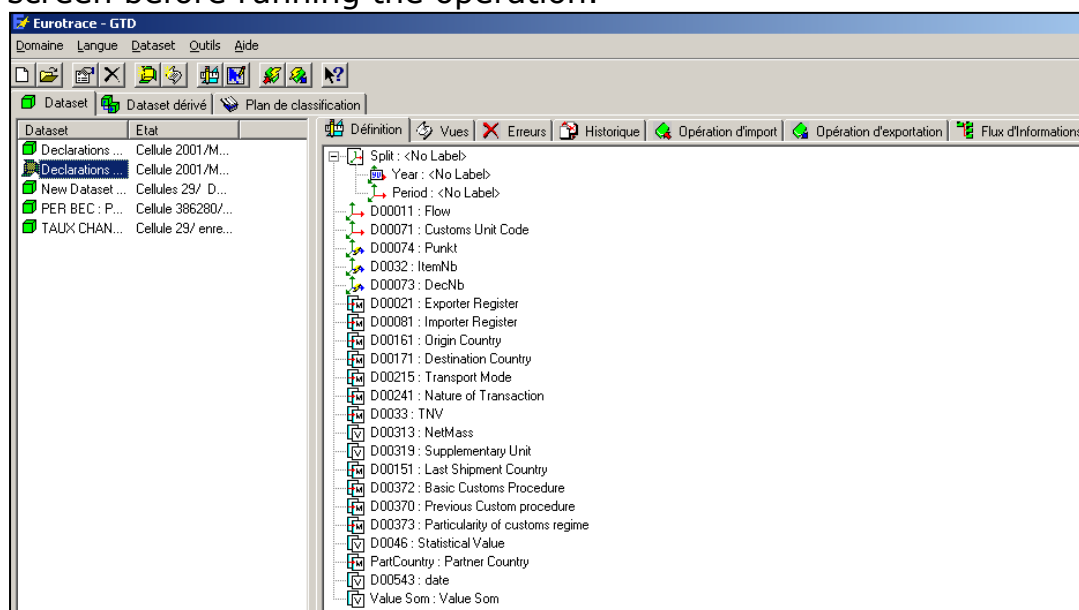 screen before running the operation.
Eurotrace - GTD
Domaine Langue Dataset Outils Aide
Dataset Dataset dérivé Plan de classification
Dataset Etat
Declarations ... Cellule 2001/M...
Declarations ... Cellule 2001/M...
New Dataset ... Cellules 29/ D...
PER BEC : P... Cellule 386280/...
TAUX CHAN... Cellule 29/ enre...
Définition Vues Erreurs Historique Opération d'import Opération d'exportation Flux d'Informations
Split : <No Label>
Year : <No Label>
Period : <No Label>
D00011 : Flow
D00071 : Customs Unit Code
D00074 : Punkt
D0032 : ItemNb
D00073 : DecNb
D00021 : Exporter Register
D00081 : Importer Register
D00161 : Origin Country
D00171 : Destination Country
D00215 : Transport Mode
D00241 : Nature of Transaction
D0033 : TNV
D00313 : NetMass
D00319 : Supplementary Unit
D00151 : Last Shipment Country
D00372 : Basic Customs Procedure
D00370 : Previous Custom procedure
D00373 : Particularity of customs regime
D0046 : Statistical Value
PartCountry : Partner Country
D00543 : date
Value Som : Value Som